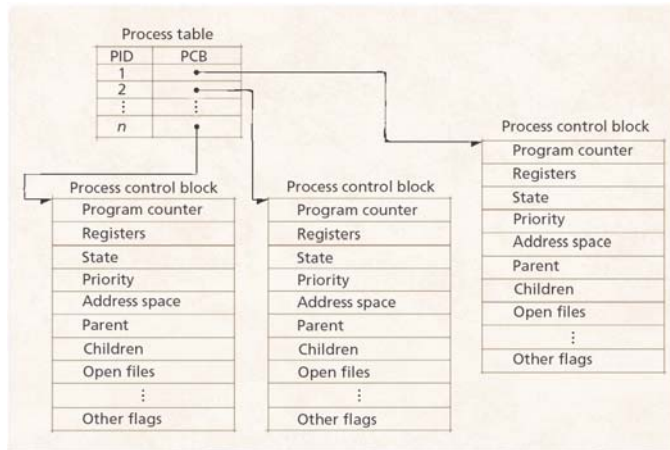 Process table
PID PCB
1
2
⋮ ⋮
n
Process control block
Program counter
Registers
State
Priority
Address space
Parent
Children
Open files
⋮
Other flags
Process control block
Program counter
Registers
State
Priority
Address space
Parent
Children
Open files
⋮
Other flags
Process control block
Program counter
Registers
State
Priority
Address space
Parent
Children
Open files
⋮
Other flags